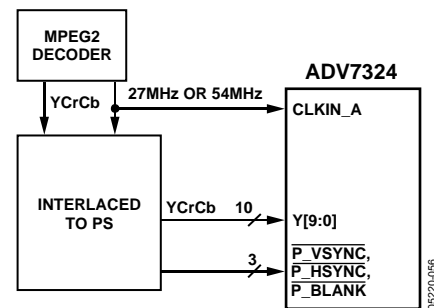 MPEG2
DECODER
YCrCb
27MHz OR 54MHz
ADV7324
CLKIN_A
INTERLACED
TO PS
YCrCb
10
Y[9:0]
3
P_VSYNC,
P_HSYNC,
P_BLANK
05220-056